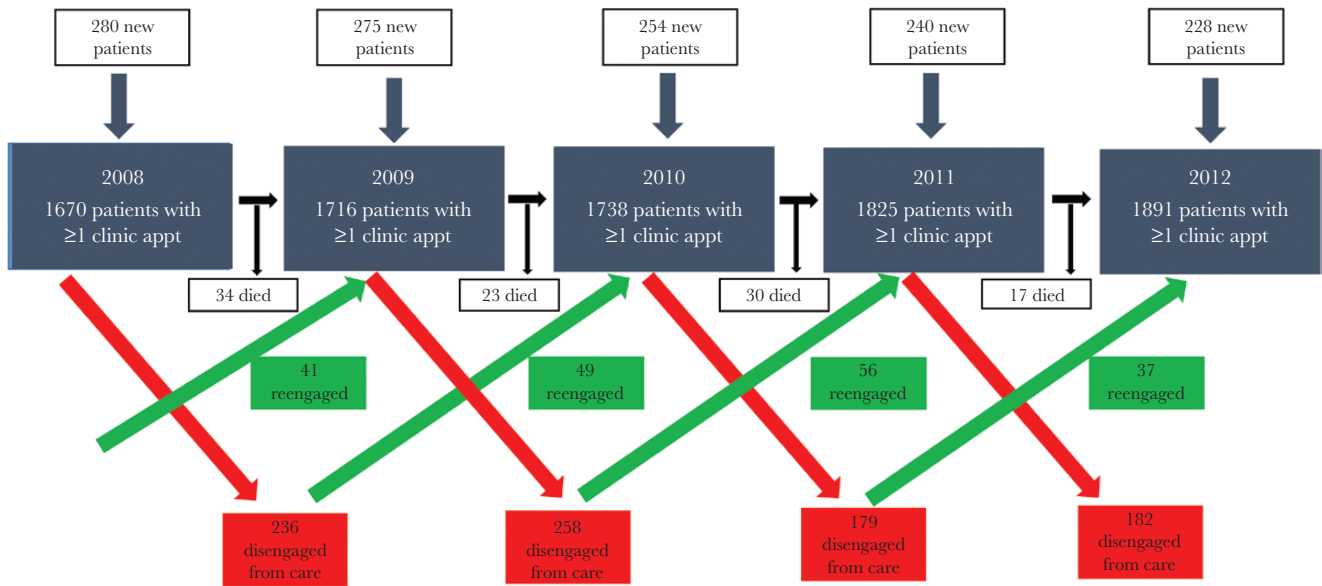 280 new
patients
275 new
patients
254 new
patients
240 new
patients
228 new
patients
2008
1670 patients with
≥1 clinic appt
2009
1716 patients with
≥1 clinic appt
2010
1738 patients with
≥1 clinic appt
2011
1825 patients with
≥1 clinic appt
2012
1891 patients with
≥1 clinic appt
34 died
23 died
30 died
17 died
41
reengaged
49
reengaged
56
reengaged
37
reengaged
236
disengaged
from care
258
disengaged
from care
179
disengaged
from care
182
disengaged
from care